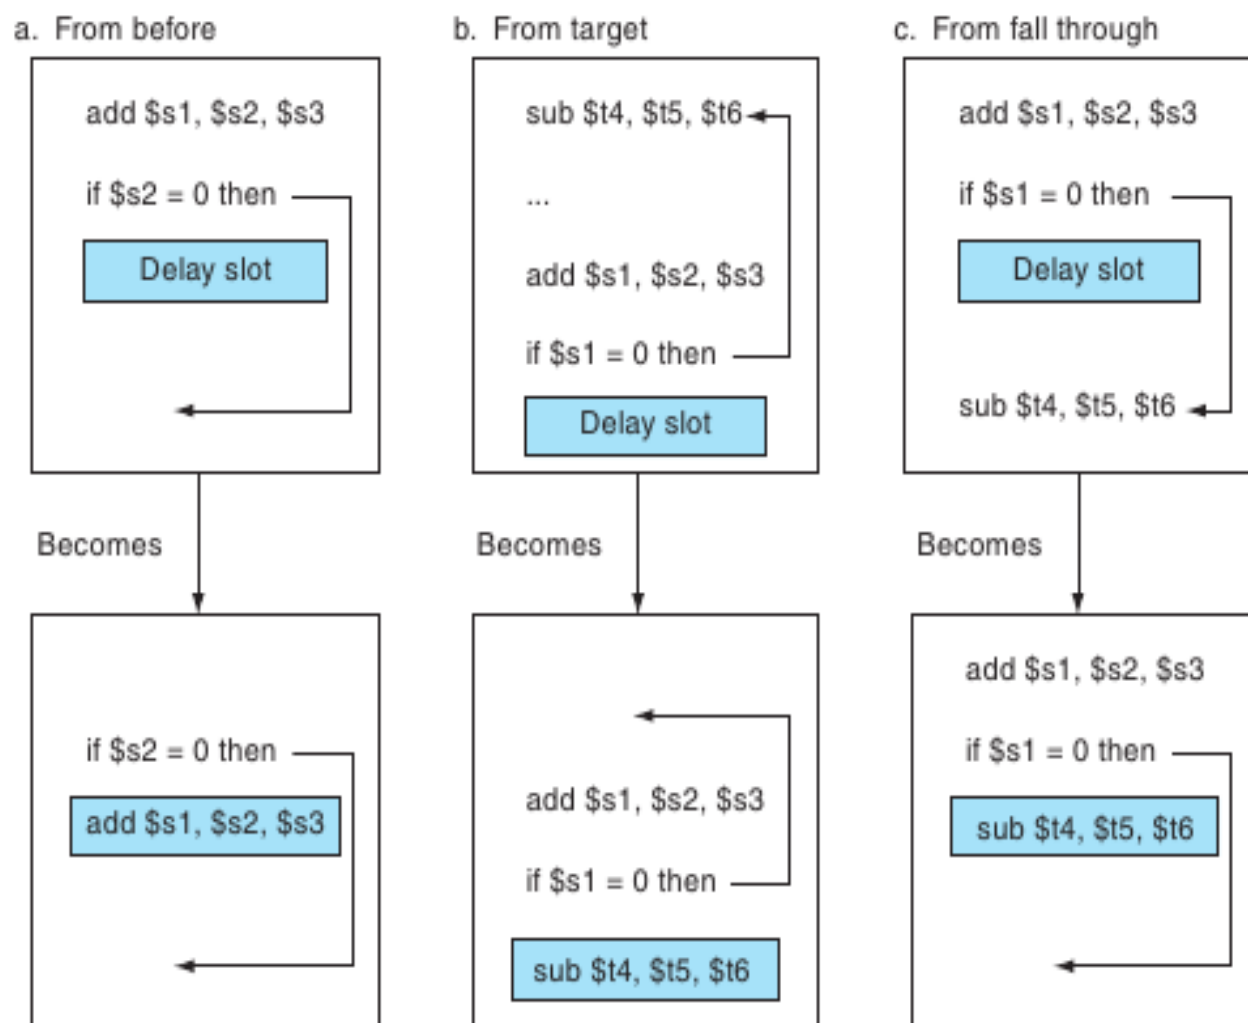 a. From before
add $s1, $s2, $s3
if $s2 = 0 then
Delay slot
Becomes
if $s2 = 0 then
add $s1, $s2, $s3
b. From target
sub $t4, $t5, $t6
...
add $s1, $s2, $s3
if $s1 = 0 then
Delay slot
Becomes
add $s1, $s2, $s3
if $s1 = 0 then
sub $t4, $t5, $t6
c. From fall through
add $s1, $s2, $s3
if $s1 = 0 then
Delay slot
sub $t4, $t5, $t6
Becomes
add $s1, $s2, $s3
if $s1 = 0 then
sub $t4, $t5, $t6